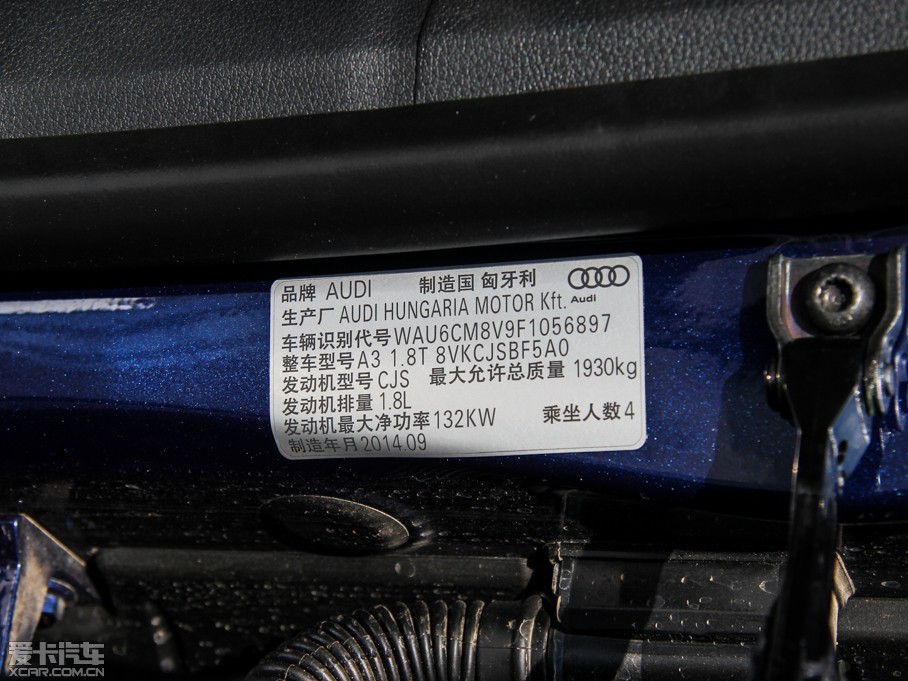 品牌 AUDI 制造国 匈牙利
Audi
生产厂 AUDI HUNGARIA MOTOR Kft.
车辆识别代号 WAU6CM8V9F1056897
整车型号 A3 1.8T 8VKCJSBF5A0
发动机型号 CJS 最大允许总质量 1930kg
发动机排量 1.8L
发动机最大净功率 132KW 乘坐人数 4
制造年月 2014.09
爱卡汽车
XCAR.COM.CN